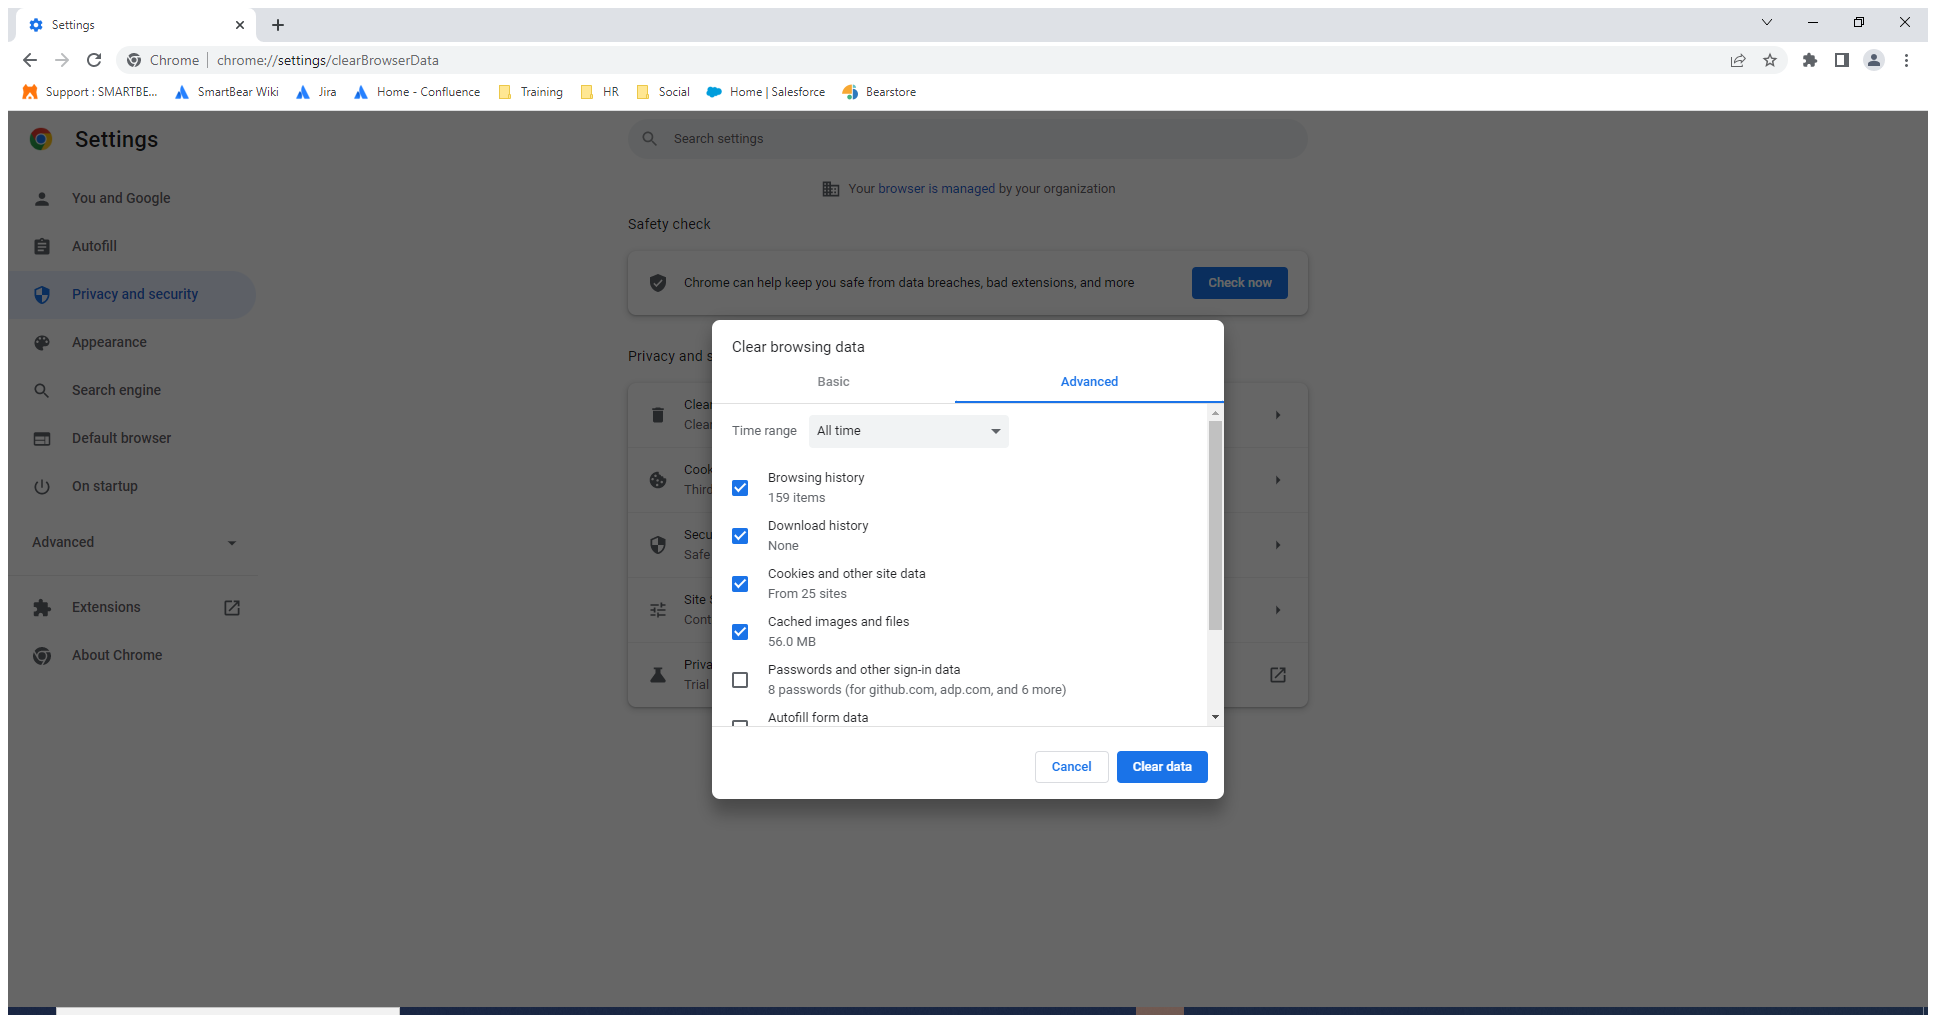 Settings
Chrome | chrome://settings/clearBrowserData
Support : SMARTBE... SmartBear Wiki Jira Home - Confluence Training HR Social Home | Salesforce Bearstore
Settings
Search settings
You and Google
Autofill
Privacy and security
Appearance
Search engine
Default browser
On startup
Advanced
Extensions
About Chrome
Your browser is managed by your organization
Safety check
Chrome can help keep you safe from data breaches, bad extensions, and more
Check now
Privacy and s
Clear
Clear
Cook
Third
Secu
Safe
Site S
Cont
Priva
Trial
Clear browsing data
Basic Advanced
Time range All time
Browsing history
159 items
Download history
None
Cookies and other site data
From 25 sites
Cached images and files
56.0 MB
Passwords and other sign-in data
8 passwords (for github.com, adp.com, and 6 more)
Autofill form data
Cancel Clear data